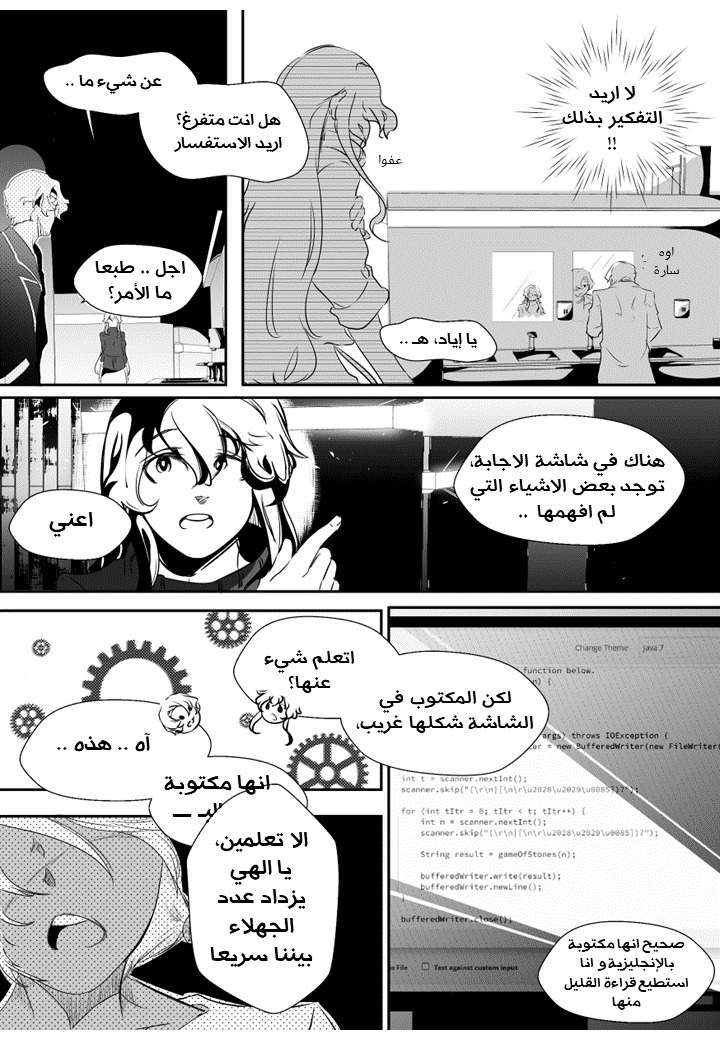 لا اريد
التفكير بذلك
!!
عفوا
اوه
سارة
يا إياد، هـ ..
هل انت متفرغ؟
اريد الاستفسار
عن شيء ما ..
اجل .. طبعا
ما الأمر؟
هناك في شاشة الاجابة،
توجد بعض الاشياء التي
لم افهمها ..
اعني
لكن المكتوب في
الشاشة شكلها غريب،
اتعلم شيء
عنها؟
آه .. هذه ..
انها مكتوبة
Change Theme Java 7
function below.
n) {
args) throws IOException {
= new BufferedWriter(new FileWriter(
int t = scanner.nextInt();
scanner.skip("(\r\n|[\n\r\u2028\u2029\u0085])?");
for (int tItr = 0; tItr < t; tItr++) {
int n = scanner.nextInt();
scanner.skip("(\r\n|[\n\r\u2028\u2029\u0085])?");
String result = gameOfStones(n);
bufferedWriter.write(result);
bufferedWriter.newLine();
}
bufferedWriter.close();
File Test against custom input
صحيح انها مكتوبة
بالإنجليزية و انا
استطيع قراءة القليل
منها
الا تعلمين،
يا الهي
يزداد عدد
الجهلاء
بيننا سريعا